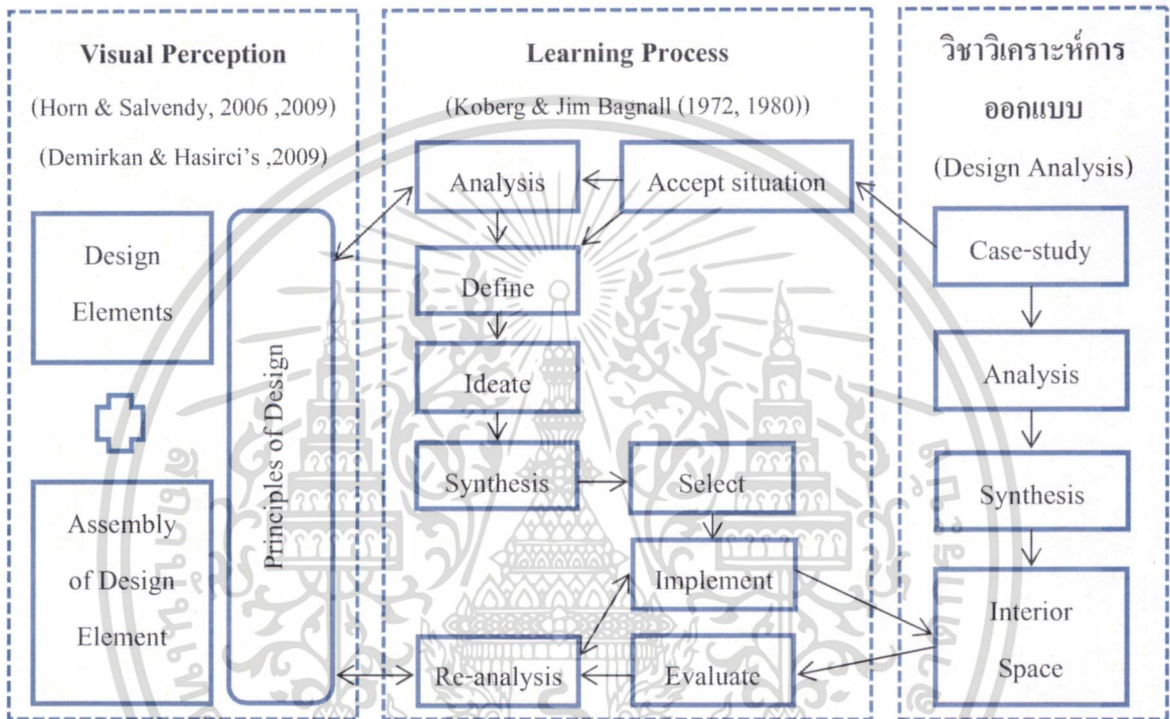 Visual Perception
(Horn & Salvendy, 2006 ,2009)
(Demirkan & Hasirci's ,2009)
Design
Elements
Assembly
of Design
Element
Principles of Design
Learning Process
(Koberg & Jim Bagnall (1972, 1980))
Analysis
Accept situation
Define
Ideate
Synthesis
Select
Implement
Re-analysis
Evaluate
วิชาวิเคราะห์การ
ออกแบบ
(Design Analysis)
Case-study
Analysis
Synthesis
Interior
Space